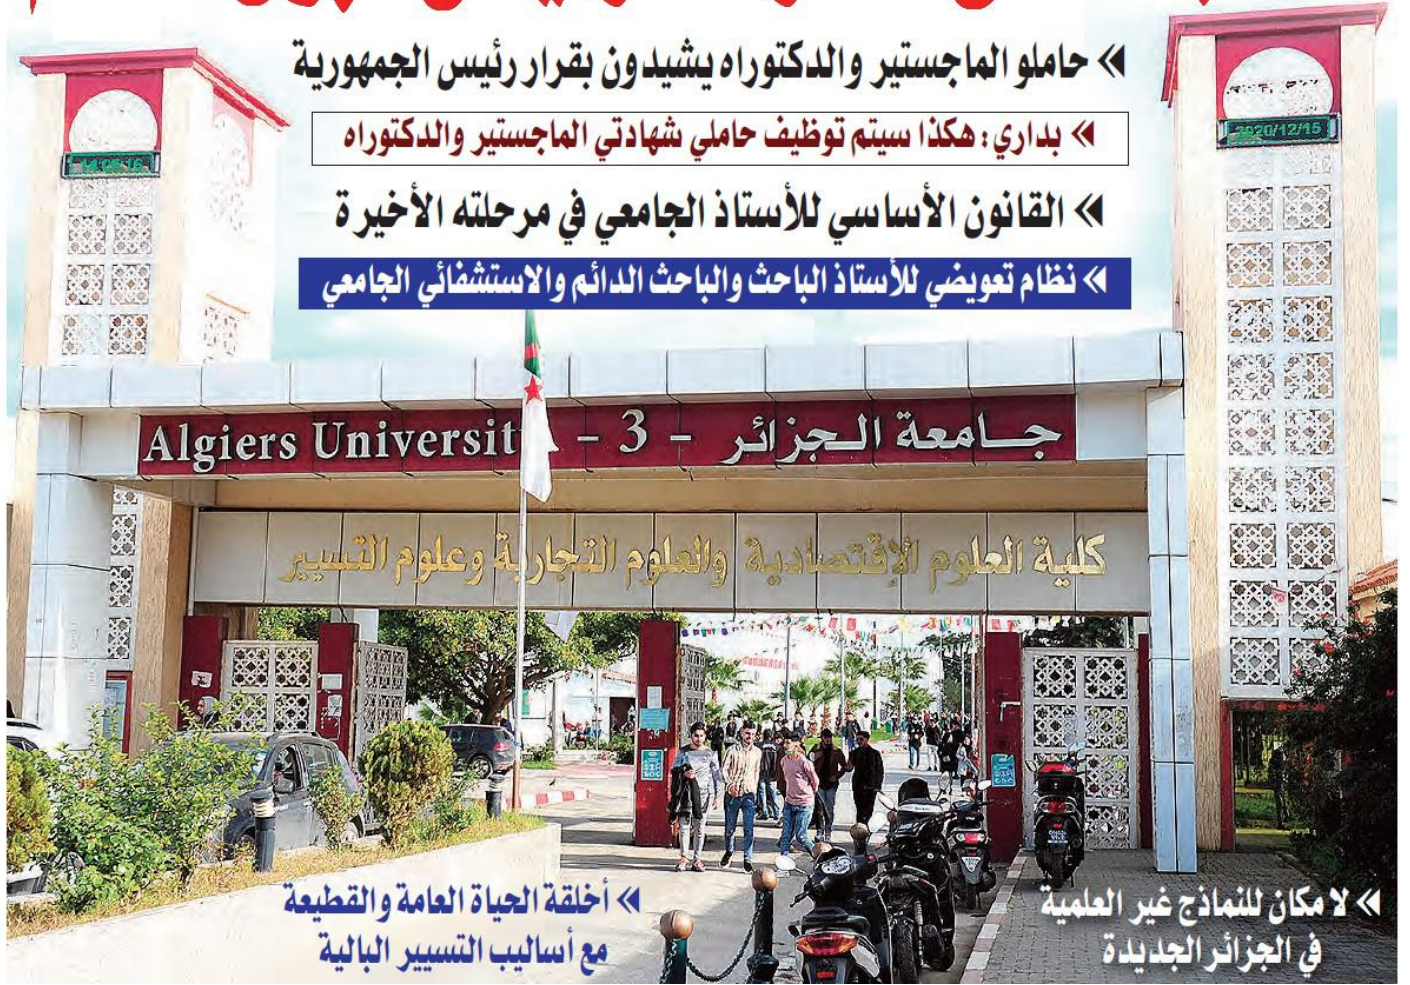 » حاملو الماجستير والدكتوراه يشيدون بقرار رئيس الجمهورية
» بداري: هكذا سيتم توظيف حاملي شهادتي الماجستير والدكتوراه
» القانون الأساسي للأستاذ الجامعي في مرحلته الأخيرة
» نظام تعويضي للأستاذ الباحث والباحث الدائم والاستشفائي الجامعي
2020/12/15
جامعة الجزائر - 3 - Algiers Universit
كلية العلوم الإقتصادية والعلوم التجارية وعلوم التسيير
» لا مكان للنماذج غير العلمية
في الجزائر الجديدة
» أخلقة الحياة العامة والقطيعة
مع أساليب التسيير البالية